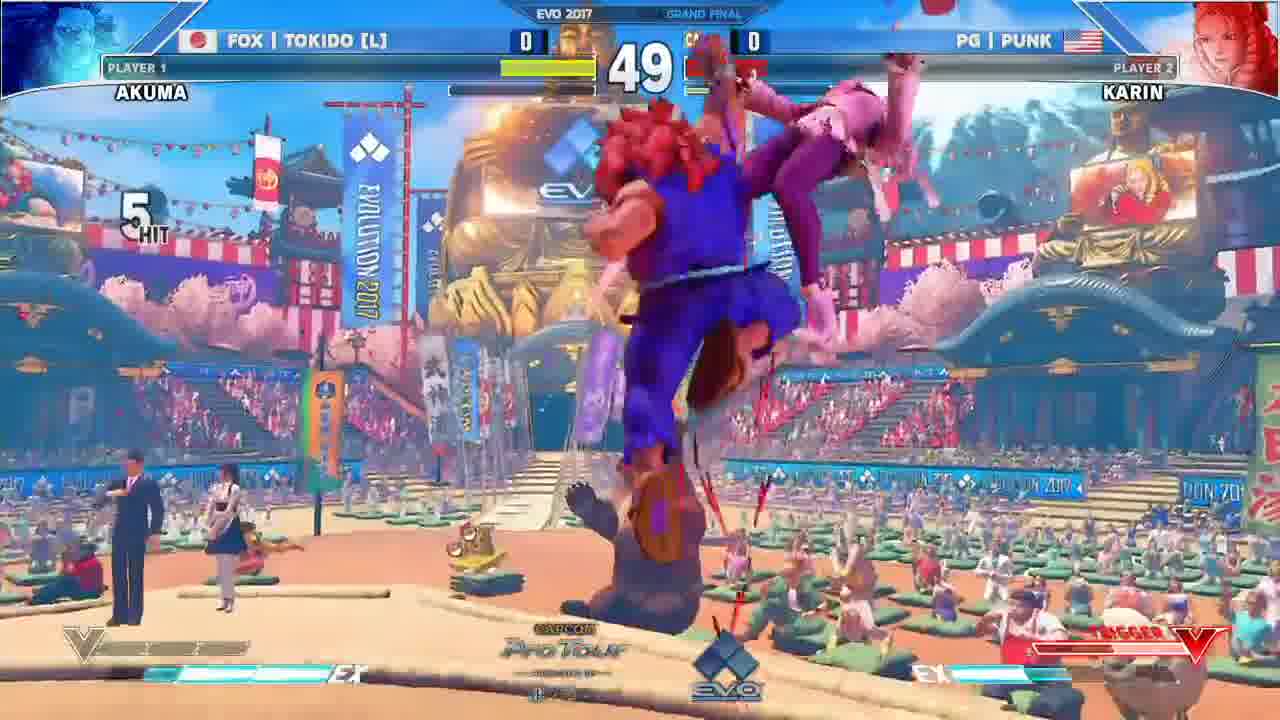 EVO 2017 GRAND FINAL
FOX | TOKIDO [L] 0 49 0 PG | PUNK
PLAYER 1 PLAYER 2
AKUMA KARIN
EV
5
HIT
EVOLUTION 2017
TRIGGER
EX EX
CAPCOM
Pro Tour
EVO